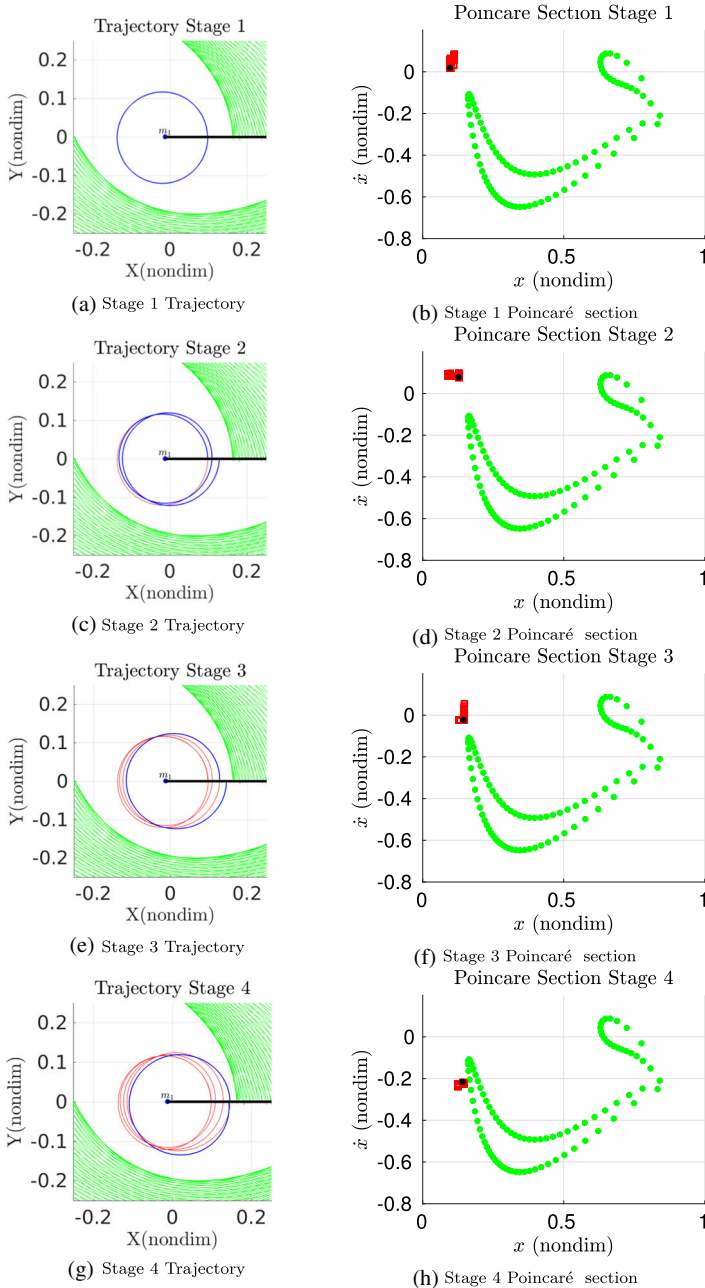 Trajectory Stage 1
0.2
0.1
0
-0.1
-0.2
Y(nondim)
m1
-0.2 0 0.2
X(nondim)
(a) Stage 1 Trajectory
Poincare Section Stage 1
0
-0.2
-0.4
-0.6
-0.8
ẋ (nondim)
0 0.5 1
x (nondim)
(b) Stage 1 Poincaré section
Trajectory Stage 2
0.2
0.1
0
-0.1
-0.2
Y(nondim)
m1
-0.2 0 0.2
X(nondim)
(c) Stage 2 Trajectory
Poincare Section Stage 2
0
-0.2
-0.4
-0.6
-0.8
ẋ (nondim)
0 0.5 1
x (nondim)
(d) Stage 2 Poincaré section
Trajectory Stage 3
0.2
0.1
0
-0.1
-0.2
Y(nondim)
m1
-0.2 0 0.2
X(nondim)
(e) Stage 3 Trajectory
Poincare Section Stage 3
0
-0.2
-0.4
-0.6
-0.8
ẋ (nondim)
0 0.5 1
x (nondim)
(f) Stage 3 Poincaré section
Trajectory Stage 4
0.2
0.1
0
-0.1
-0.2
Y(nondim)
m1
-0.2 0 0.2
X(nondim)
(g) Stage 4 Trajectory
Poincare Section Stage 4
0
-0.2
-0.4
-0.6
-0.8
ẋ (nondim)
0 0.5 1
x (nondim)
(h) Stage 4 Poincaré section